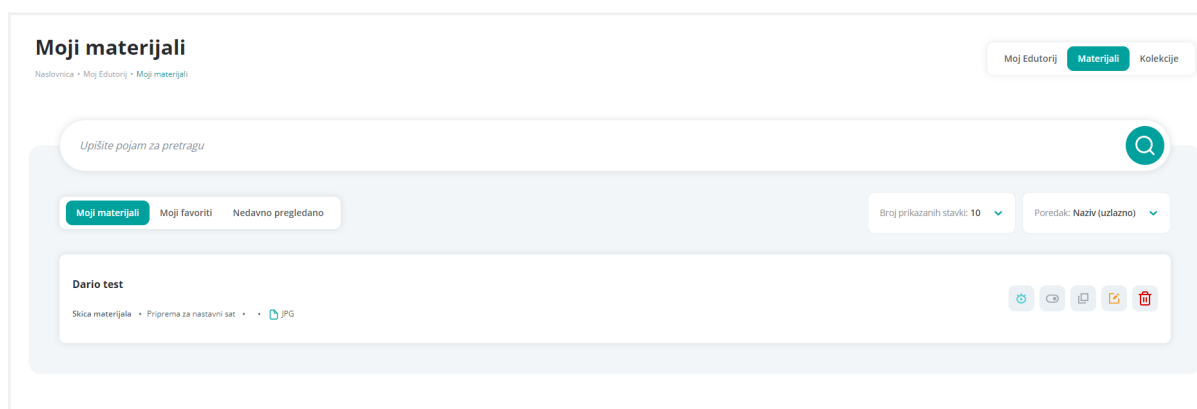 Moji materijali
Naslovnica • Moj Edutorij • Moji materijali
Moj Edutorij Materijali Kolekcije
Upišite pojam za pretragu
Moji materijali Moji favoriti Nedavno pregledano
Broj prikazanih stavki: 10 Poredak: Naziv (uzlazno)
Dario test
Skica materijala • Priprema za nastavni sat • • JPG